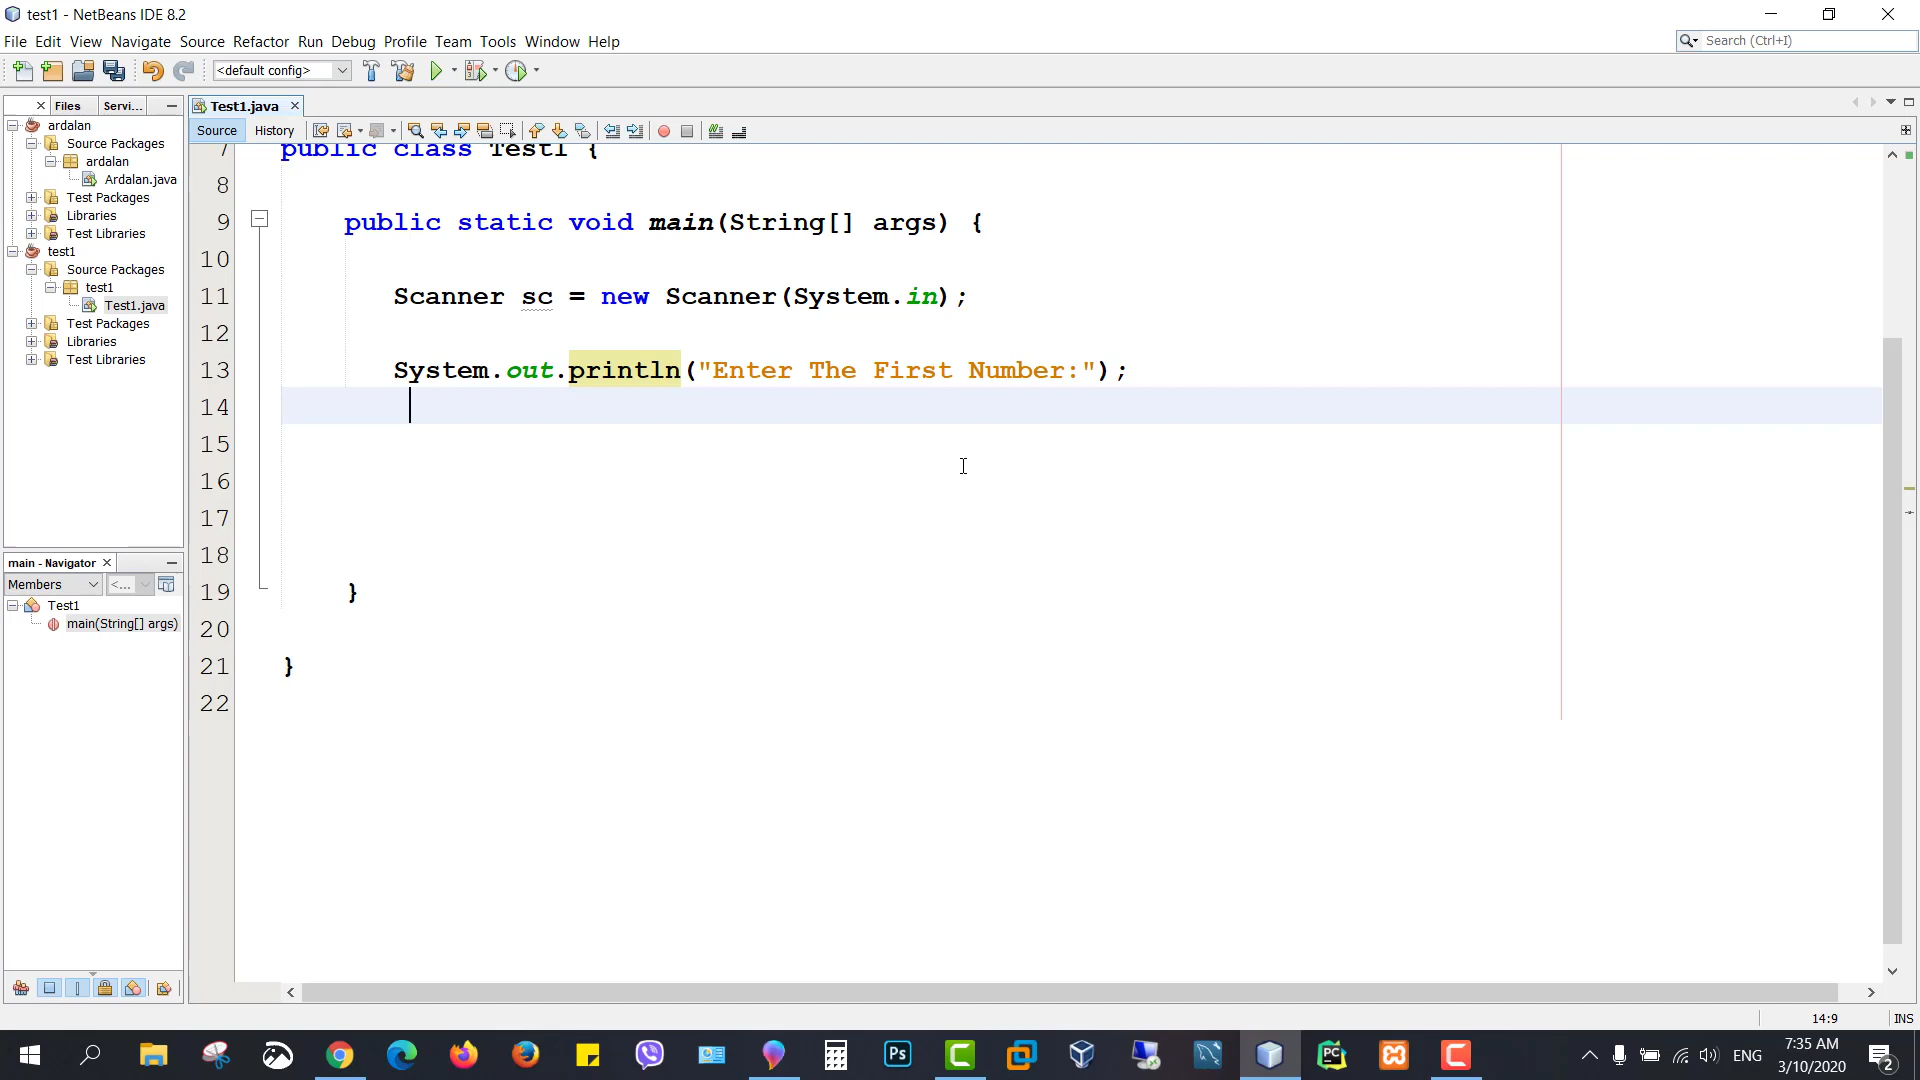 test1 - NetBeans IDE 8.2
File Edit View Navigate Source Refactor Run Debug Profile Team Tools Window Help
Search (Ctrl+I)
<default config>
Files Servi...
Test1.java
ardalan
Source Packages
ardalan
Ardalan.java
Test Packages
Libraries
Test Libraries
test1
Source Packages
test1
Test1.java
Test Packages
Libraries
Test Libraries
Source History
7 public class Test1 {
8
9 public static void main(String[] args) {
10
11 Scanner sc = new Scanner(System.in);
12
13 System.out.println("Enter The First Number:");
14
15
16
17
18
19 }
20
21 }
22
main - Navigator
Members <...
Test1
main(String[] args)
14:9 INS
Ps
PC
ENG
7:35 AM
3/10/2020
2